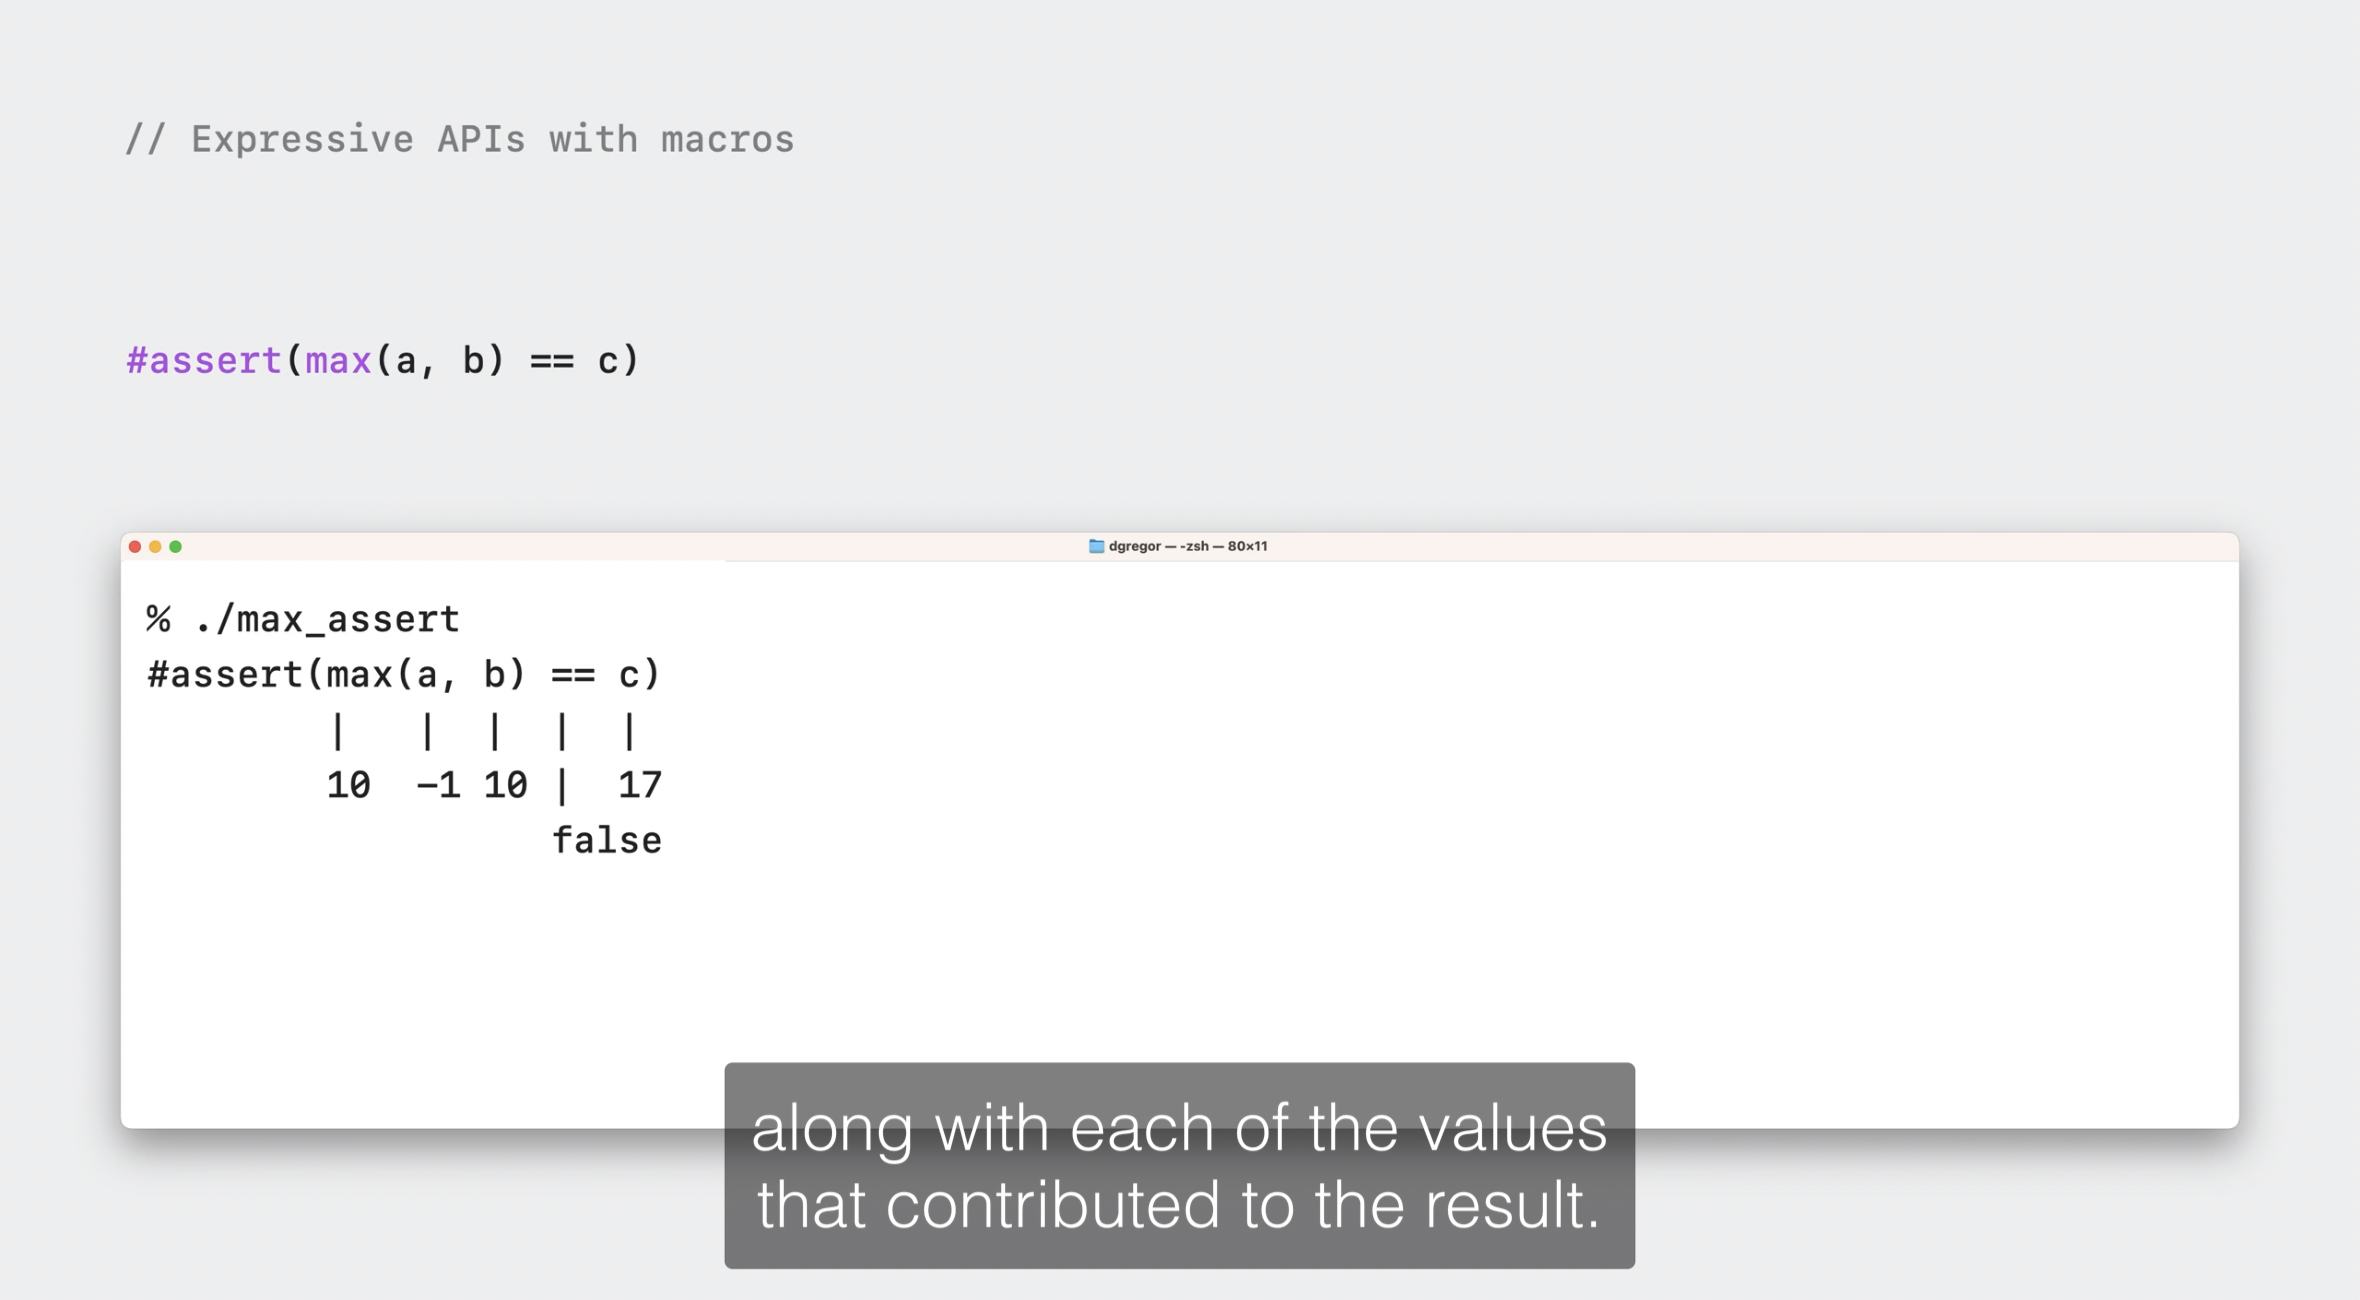 // Expressive APIs with macros
#assert(max(a, b) == c)
dgregor — -zsh — 80×11
% ./max_assert
#assert(max(a, b) == c)
        |   |  |  |  |
        10  –1 10 |  17
                  false
along with each of the values
that contributed to the result.